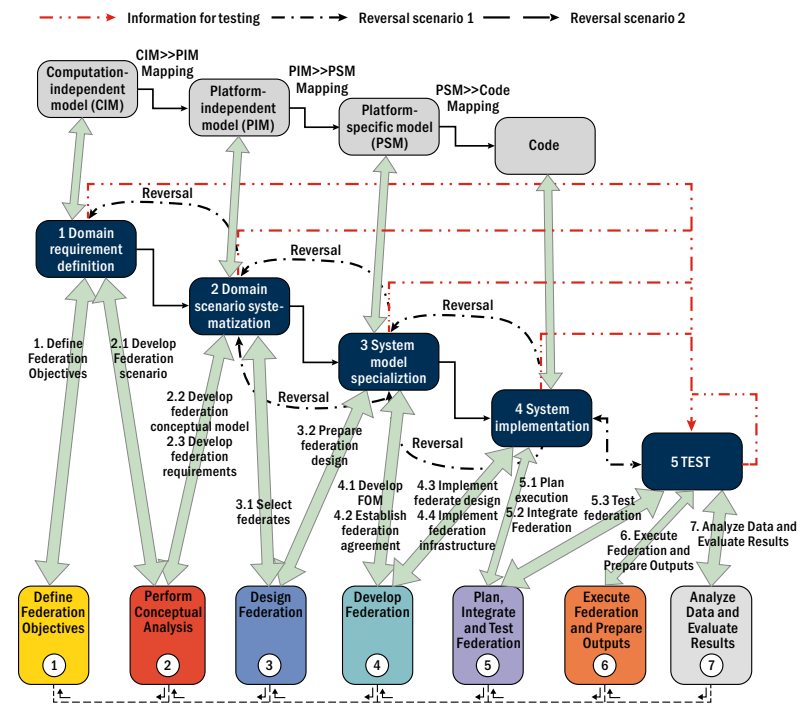 Information for testing
Reversal scenario 1
Reversal scenario 2
CIM>>PIM
Mapping
Computation-
independent
model (CIM)
PIM>>PSM
Mapping
Platform-
independent
model (PIM)
PSM>>Code
Mapping
Platform-
specific model
(PSM)
Code
Reversal
1 Domain
requirement
definition
Reversal
2 Domain
scenario syste-
matization
Reversal
3 System
model
specializtion
Reversal
4 System
implementation
Reversal
5 TEST
1. Define
Federation
Objectives
2.1 Develop
Federation
scenario
2.2 Develop
federation
conceptual model
2.3 Develop
federation
requirements
3.1 Select
federates
3.2 Prepare
federation
design
4.1 Develop
FOM
4.2 Establish
federation
agreement
4.3 Implement
federate design
4.4 Implement
federation
infrastructure
5.1 Plan
execution
5.2 Integrate
Federation
5.3 Test
federation
6. Execute
Federation and
Prepare Outputs
7. Analyze Data and
Evaluate Results
Define
Federation
Objectives
1
Perform
Conceptual
Analysis
2
Design
Federation
3
Develop
Federation
4
Plan,
Integrate
and Test
Federation
5
Execute
Federation
and Prepare
Outputs
6
Analyze
Data and
Evaluate
Results
7